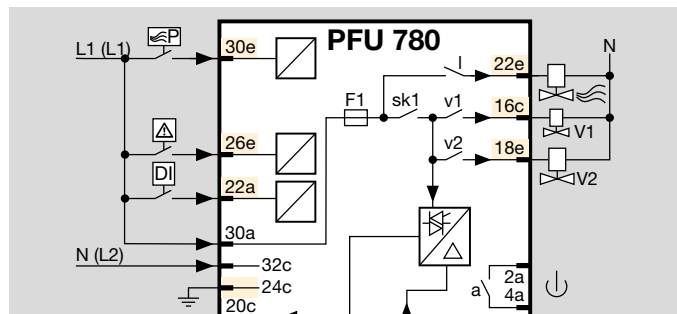 PFU 780
L1 (L1)
P
30e
l
22e
N
F1
sk1
v1
16c
V1
26e
v2
18e
V2
DI
22a
30a
N (L2)
32c
24c
20c
a
2a
4a